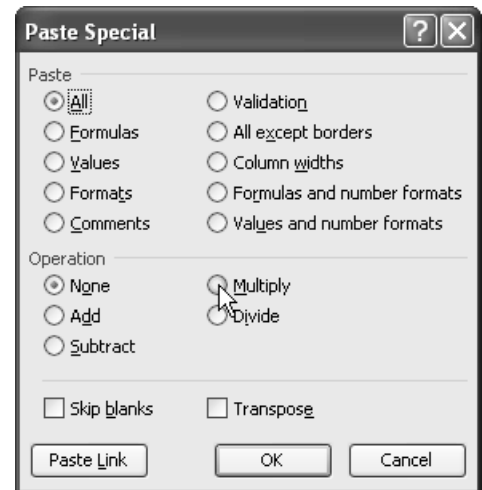 Paste Special
Paste
All Validation
Formulas All except borders
Values Column widths
Formats Formulas and number formats
Comments Values and number formats
Operation
None Multiply
Add Divide
Subtract
Skip blanks Transpose
Paste Link OK Cancel